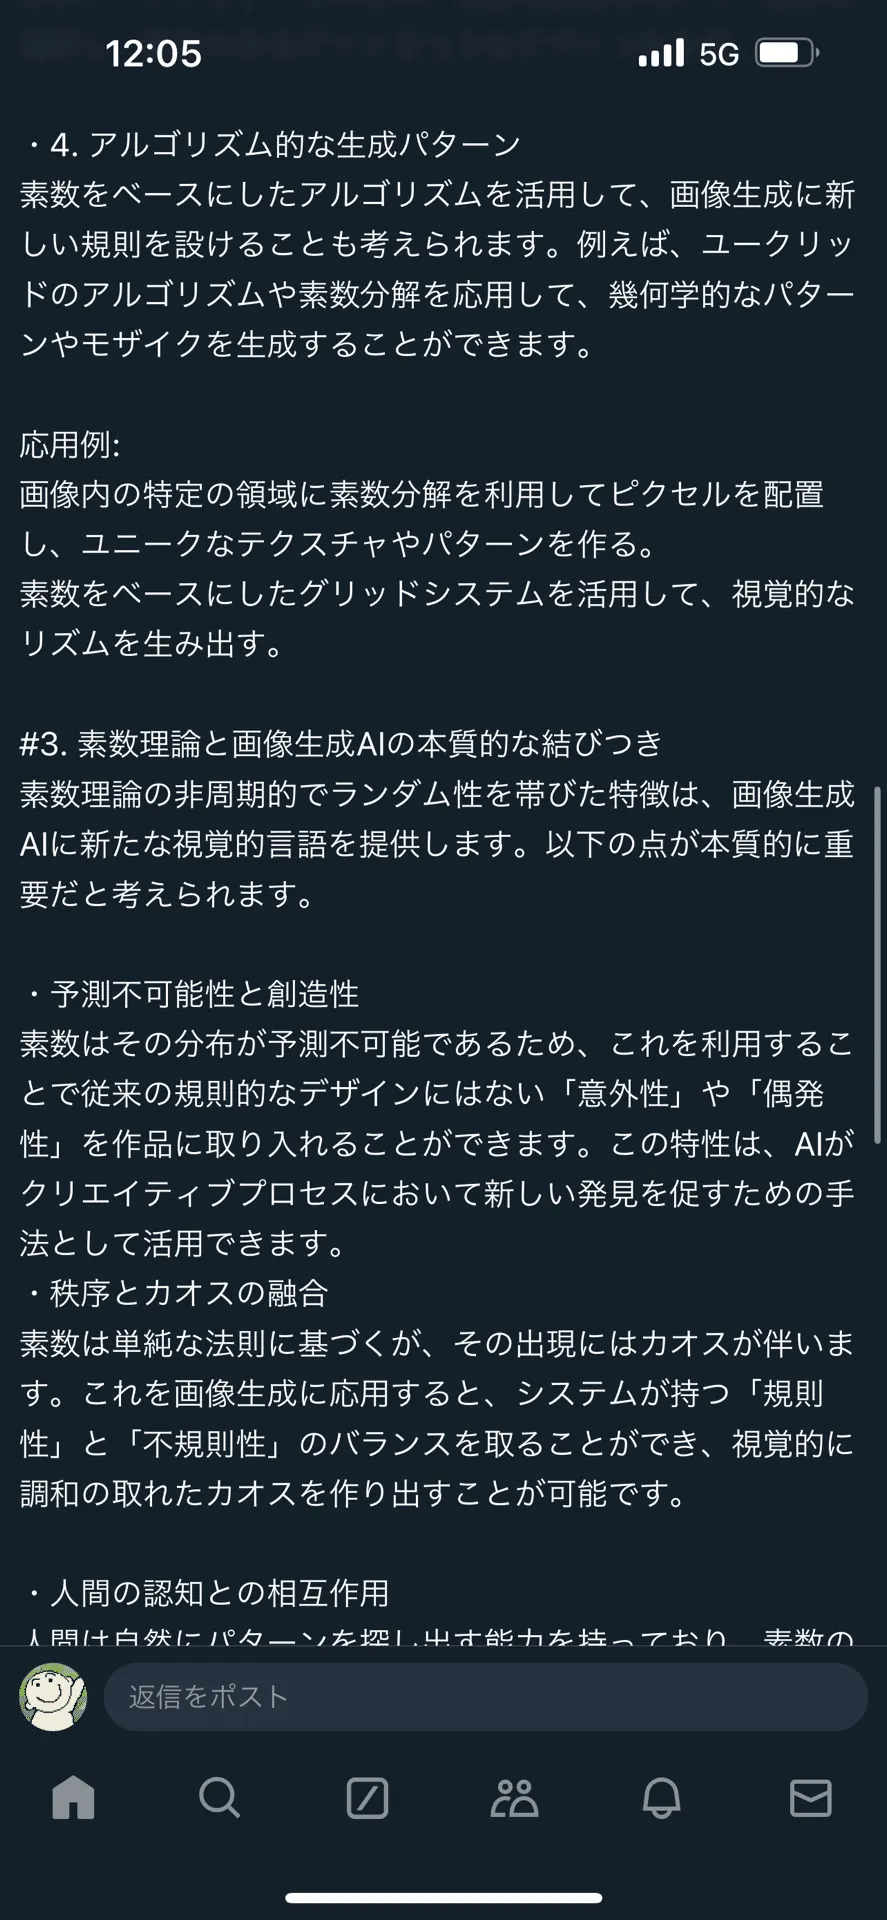 12:05
5G
・4. アルゴリズム的な生成パターン
素数をベースにしたアルゴリズムを活用して、画像生成に新
しい規則を設けることも考えられます。例えば、ユークリッ
ドのアルゴリズムや素数分解を応用して、幾何学的なパター
ンやモザイクを生成することができます。
応用例:
画像内の特定の領域に素数分解を利用してピクセルを配置
し、ユニークなテクスチャやパターンを作る。
素数をベースにしたグリッドシステムを活用して、視覚的な
リズムを生み出す。
#3. 素数理論と画像生成AIの本質的な結びつき
素数理論の非周期的でランダム性を帯びた特徴は、画像生成
AIに新たな視覚的言語を提供します。以下の点が本質的に重
要だと考えられます。
・予測不可能性と創造性
素数はその分布が予測不可能であるため、これを利用するこ
とで従来の規則的なデザインにはない「意外性」や「偶発
性」を作品に取り入れることができます。この特性は、AIが
クリエイティブプロセスにおいて新しい発見を促すための手
法として活用できます。
・秩序とカオスの融合
素数は単純な法則に基づくが、その出現にはカオスが伴いま
す。これを画像生成に応用すると、システムが持つ「規則
性」と「不規則性」のバランスを取ることができ、視覚的に
調和の取れたカオスを作り出すことが可能です。
・人間の認知との相互作用
人間は自然にパターンを探し出す能力を持っており、素数の
返信をポスト